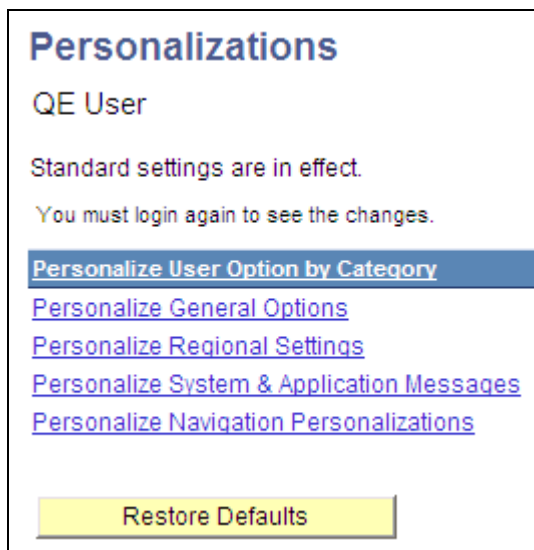 Personalizations
QE User
Standard settings are in effect.
You must login again to see the changes.
Personalize User Option by Category
Personalize General Options
Personalize Regional Settings
Personalize System & Application Messages
Personalize Navigation Personalizations
Restore Defaults